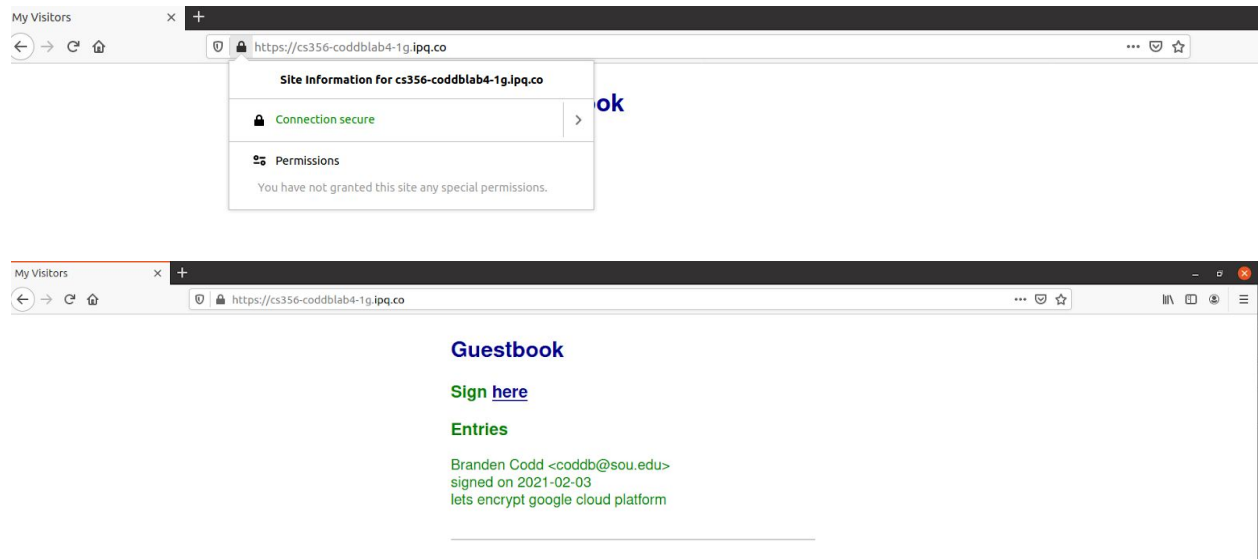 My Visitors
https://cs356-coddblab4-1g.ipq.co
Site Information for cs356-coddblab4-1g.ipq.co
ok
Connection secure
Permissions
You have not granted this site any special permissions.
My Visitors
https://cs356-coddblab4-1g.ipq.co
Guestbook
Sign here
Entries
Branden Codd <coddb@sou.edu>
signed on 2021-02-03
lets encrypt google cloud platform